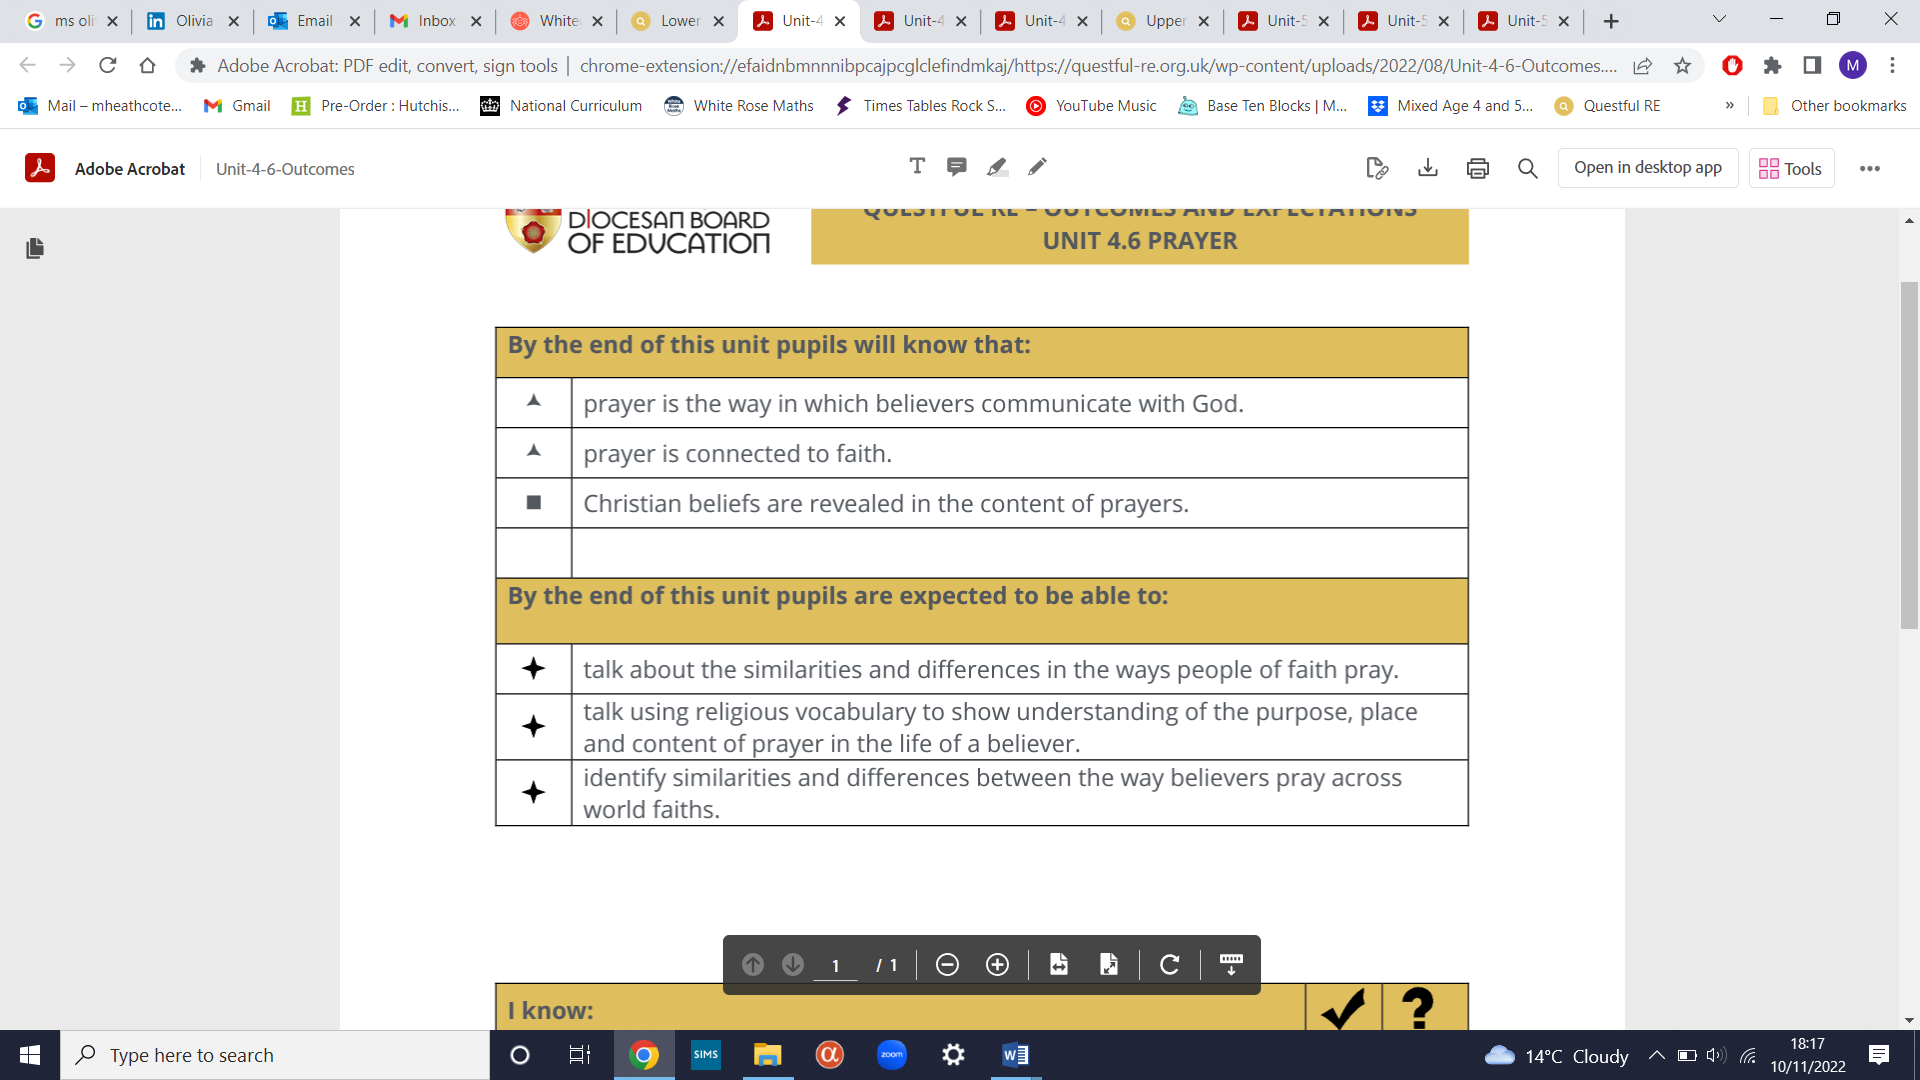 ms oli
Olivia
Email
Inbox
White
Lower
Unit-4
Unit-4
Unit-4
Upper
Unit-5
Unit-5
Unit-5
Adobe Acrobat: PDF edit, convert, sign tools | chrome-extension://efaidnbmnnnibpcajpcglclefindmkaj/https://questful-re.org.uk/wp-content/uploads/2022/08/Unit-4-6-Outcomes....
M
Mail – mheathcote...
Gmail
Pre-Order : Hutchis...
National Curriculum
White Rose Maths
Times Tables Rock S...
YouTube Music
Base Ten Blocks | M...
Mixed Age 4 and 5...
Questful RE
»
Other bookmarks
Adobe Acrobat
Unit-4-6-Outcomes
Open in desktop app
Tools
DIOCESAN BOARD
OF EDUCATION
QUESTFUL RE – OUTCOMES AND EXPECTATIONS
UNIT 4.6 PRAYER
By the end of this unit pupils will know that:
prayer is the way in which believers communicate with God.
prayer is connected to faith.
Christian beliefs are revealed in the content of prayers.
By the end of this unit pupils are expected to be able to:
talk about the similarities and differences in the ways people of faith pray.
talk using religious vocabulary to show understanding of the purpose, place
and content of prayer in the life of a believer.
identify similarities and differences between the way believers pray across
world faiths.
1 / 1
I know:
?
Type here to search
SIMS
zoom
14°C Cloudy
18:17
10/11/2022